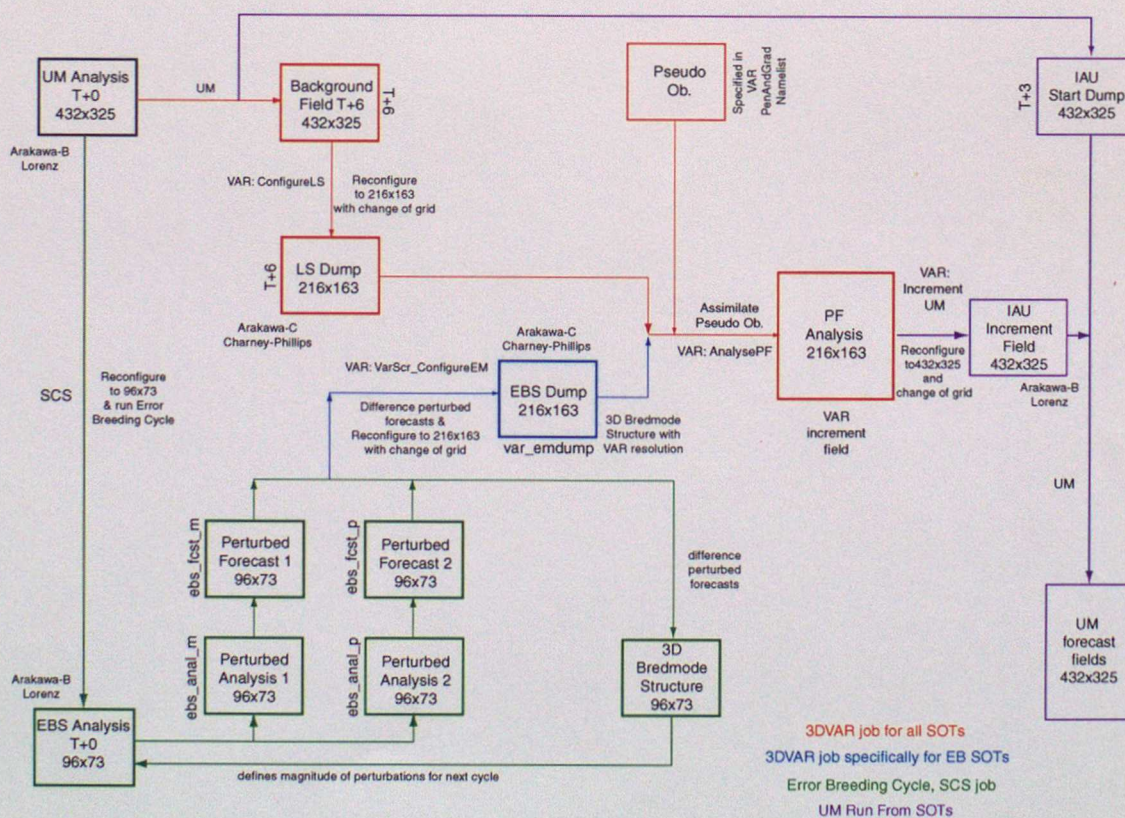 UM Analysis
T+0
432x325
Arakawa-B
Lorenz
UM
Background
Field T+6
432x325
T+6
Pseudo
Ob.
Specified in
VAR
PenAndGrad
Namelist
T+3
IAU
Start Dump
432x325
VAR: ConfigureLS
Reconfigure
to 216x163
with change of grid
T+6
LS Dump
216x163
Arakawa-C
Charney-Phillips
Assimilate
Pseudo Ob.
VAR: AnalysePF
PF
Analysis
216x163
VAR
increment
field
VAR:
Increment
UM
Reconfigure
to432x325
and
change of grid
IAU
Increment
Field
432x325
Arakawa-B
Lorenz
SCS
Reconfigure
to 96x73
& run Error
Breeding Cycle
VAR: VarScr_ConfigureEM
Difference perturbed
forecasts &
Reconfigure to 216x163
with change of grid
Arakawa-C
Charney-Phillips
EBS Dump
216x163
var_emdump
3D Bredmode
Structure with
VAR resolution
UM
ebs_fcst_m
Perturbed
Forecast 1
96x73
ebs_fcst_p
Perturbed
Forecast 2
96x73
difference
perturbed
forecasts
ebs_anal_m
Perturbed
Analysis 1
96x73
ebs_anal_p
Perturbed
Analysis 2
96x73
3D
Bredmode
Structure
96x73
UM
forecast
fields
432x325
Arakawa-B
Lorenz
EBS Analysis
T+0
96x73
defines magnitude of perturbations for next cycle
3DVAR job for all SOTs
3DVAR job specifically for EB SOTs
Error Breeding Cycle, SCS job
UM Run From SOTs